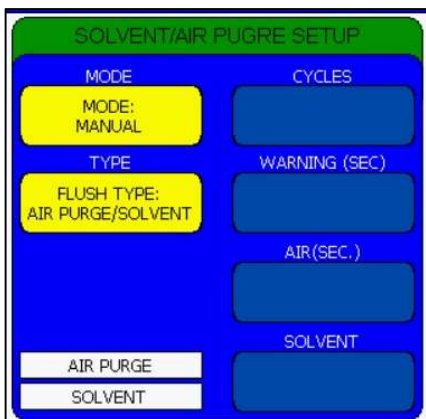 SOLVENT/AIR PUGRE SETUP
MODE
MODE:
MANUAL
TYPE
FLUSH TYPE:
AIR PURGE/SOLVENT
AIR PURGE
SOLVENT
CYCLES
WARNING (SEC)
AIR(SEC.)
SOLVENT